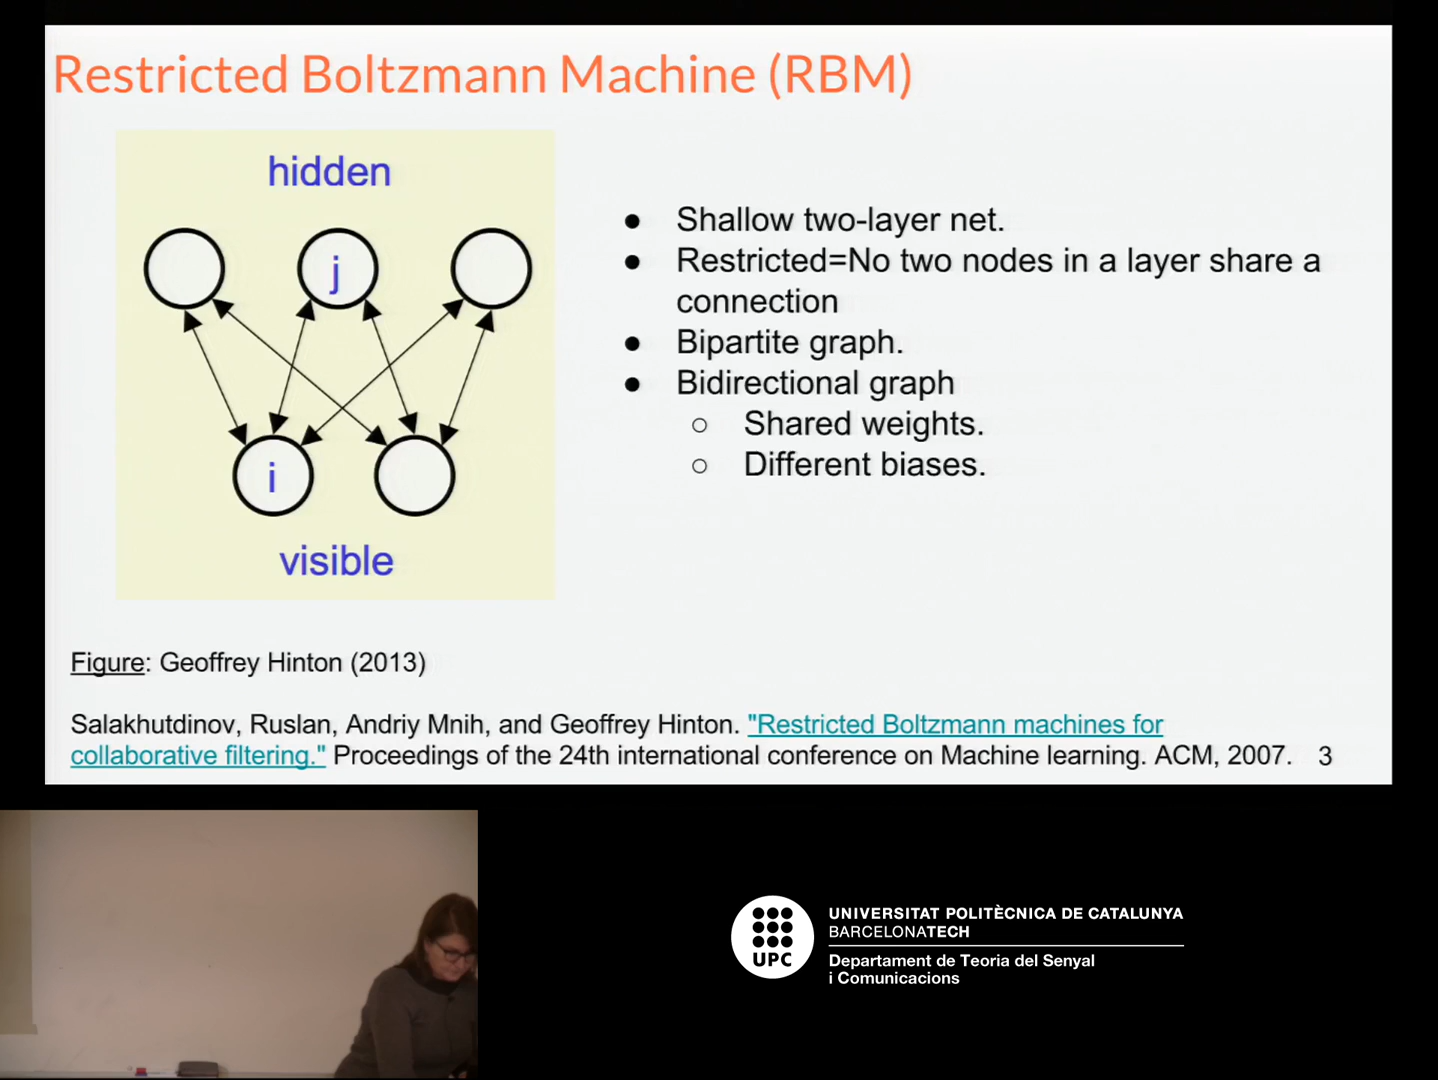 Restricted Boltzmann Machine (RBM)
hidden
j
i
visible
● Shallow two-layer net.
● Restricted=No two nodes in a layer share a
connection
● Bipartite graph.
● Bidirectional graph
○ Shared weights.
○ Different biases.
Figure: Geoffrey Hinton (2013)
Salakhutdinov, Ruslan, Andriy Mnih, and Geoffrey Hinton. "Restricted Boltzmann machines for
collaborative filtering." Proceedings of the 24th international conference on Machine learning. ACM, 2007. 3
UPC
UNIVERSITAT POLITÈCNICA DE CATALUNYA
BARCELONATECH
Departament de Teoria del Senyal
i Comunicacions